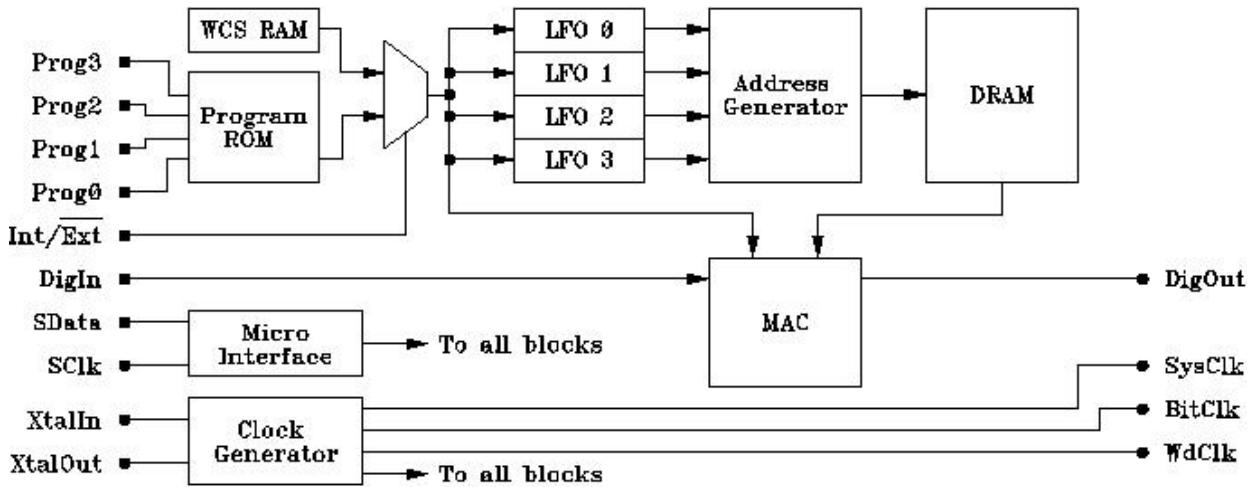 WCS RAM
LFO 0
Prog3
LFO 1
Address
Generator
DRAM
Prog2
Program
ROM
LFO 2
Prog1
LFO 3
Prog0
Int/Ext
DigIn
DigOut
SData
Micro
Interface
To all blocks
MAC
SClk
SysClk
XtalIn
Clock
Generator
BitClk
XtalOut
To all blocks
WdClk